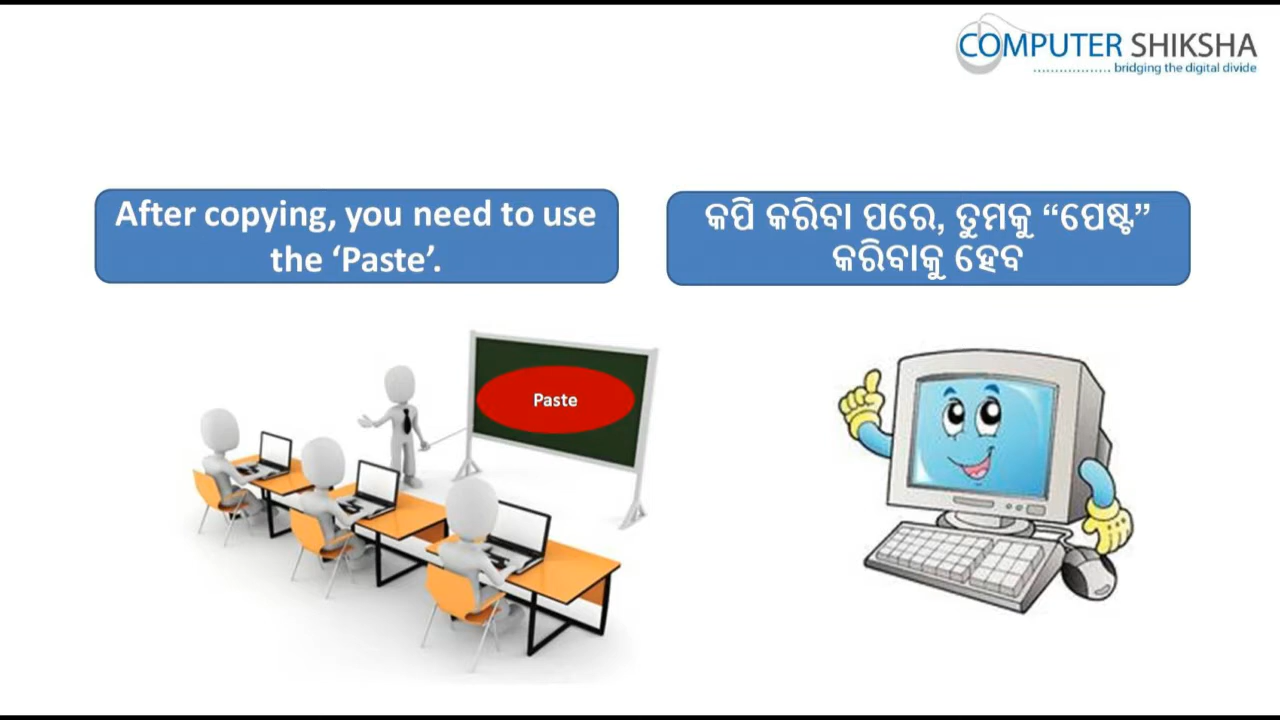 COMPUTER SHIKSHA
.................. bridging the digital divide
After copying, you need to use
the ‘Paste’.
କପି କରିବା ପରେ, ତୁମକୁ “ପେଷ୍ଟ”
କରିବାକୁ ହେବ
Paste